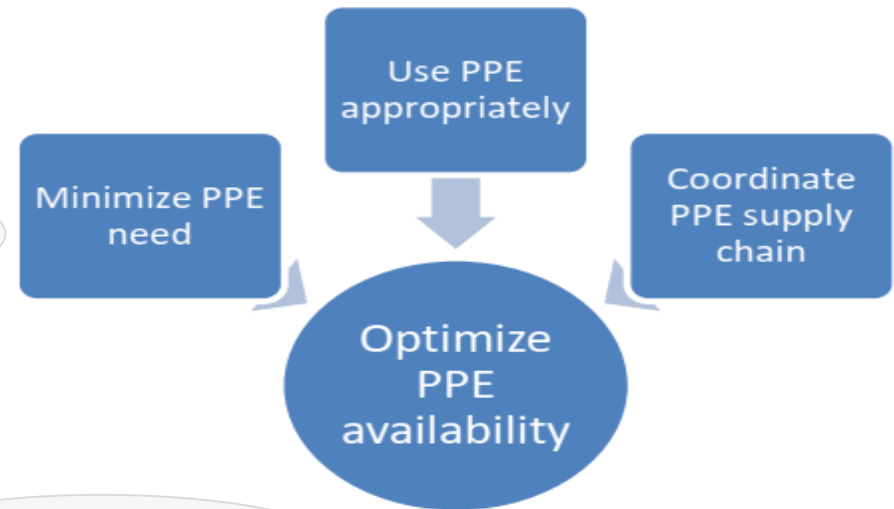 Use PPE
appropriately
Minimize PPE
need
Coordinate
PPE supply
chain
Optimize
PPE
availability